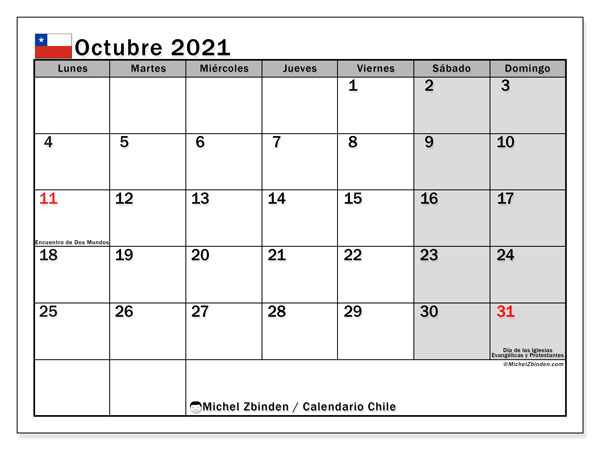 Octubre 2021
Lunes Martes Miércoles Jueves Viernes Sábado Domingo
1 2 3
4 5 6 7 8 9 10
11 12 13 14 15 16 17
Encuentro de Dos Mundos
18 19 20 21 22 23 24
25 26 27 28 29 30 31
Día de las Iglesias
Evangélicas y Protestantes
©MichelZbinden.com
Michel Zbinden / Calendario Chile